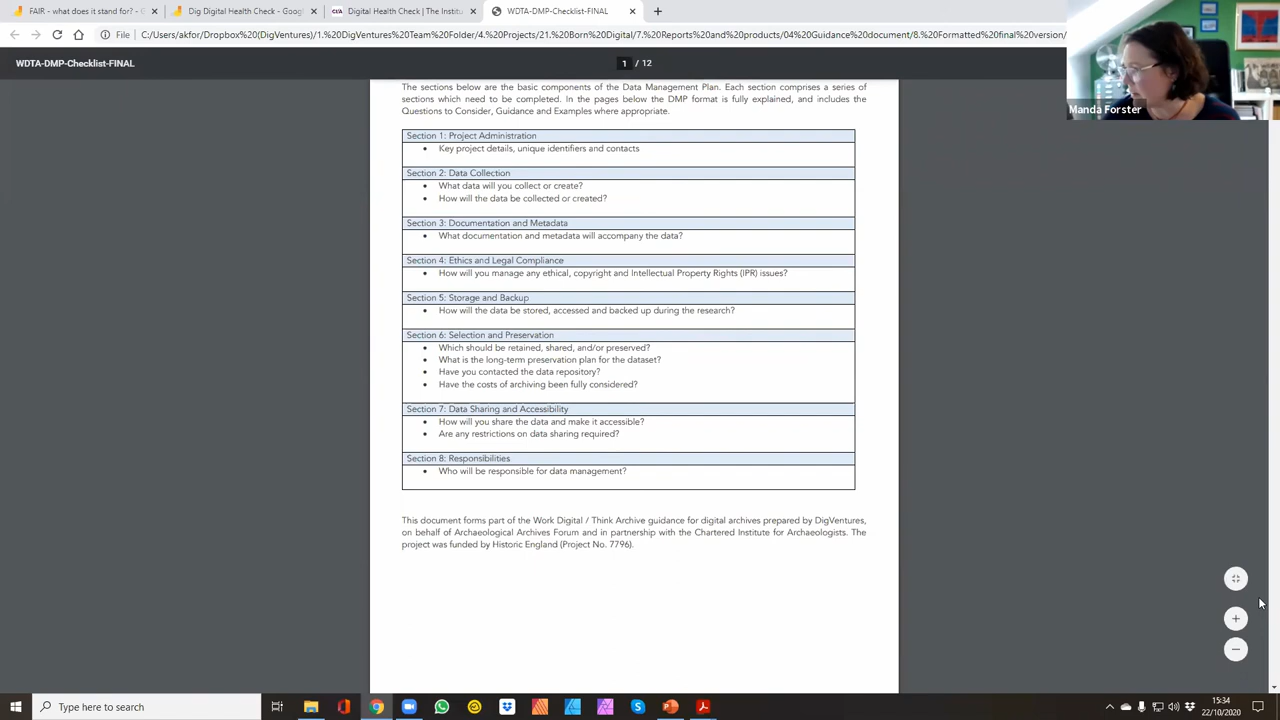 FAIR - what does it stand for? - G
Dig Digital Health Check - Googl
CIfA Digital Health Check | The Institu
WDTA-DMP-Checklist-FINAL
File
C:/Users/akfor/Dropbox%20(DigVentures)/1.%20DigVentures%20Team%20Folder/4.%20Projects/21.%20Born%20Digital/7.%20Reports%20and%20products/04%20Guidance%20document/8.%20Formatted%20final%20version/
WDTA-DMP-Checklist-FINAL
1 / 12
Manda Forster
The sections below are the basic components of the Data Management Plan. Each section comprises a series of
sections which need to be completed. In the pages below the DMP format is fully explained, and includes the
Questions to Consider, Guidance and Examples where appropriate.
Section 1: Project Administration
• Key project details, unique identifiers and contacts
Section 2: Data Collection
• What data will you collect or create?
• How will the data be collected or created?
Section 3: Documentation and Metadata
• What documentation and metadata will accompany the data?
Section 4: Ethics and Legal Compliance
• How will you manage any ethical, copyright and Intellectual Property Rights (IPR) issues?
Section 5: Storage and Backup
• How will the data be stored, accessed and backed up during the research?
Section 6: Selection and Preservation
• Which should be retained, shared, and/or preserved?
• What is the long-term preservation plan for the dataset?
• Have you contacted the data repository?
• Have the costs of archiving been fully considered?
Section 7: Data Sharing and Accessibility
• How will you share the data and make it accessible?
• Are any restrictions on data sharing required?
Section 8: Responsibilities
• Who will be responsible for data management?
This document forms part of the Work Digital / Think Archive guidance for digital archives prepared by DigVentures,
on behalf of Archaeological Archives Forum and in partnership with the Chartered Institute for Archaeologists. The
project was funded by Historic England (Project No. 7796).
Type here to search
15:34
22/10/2020